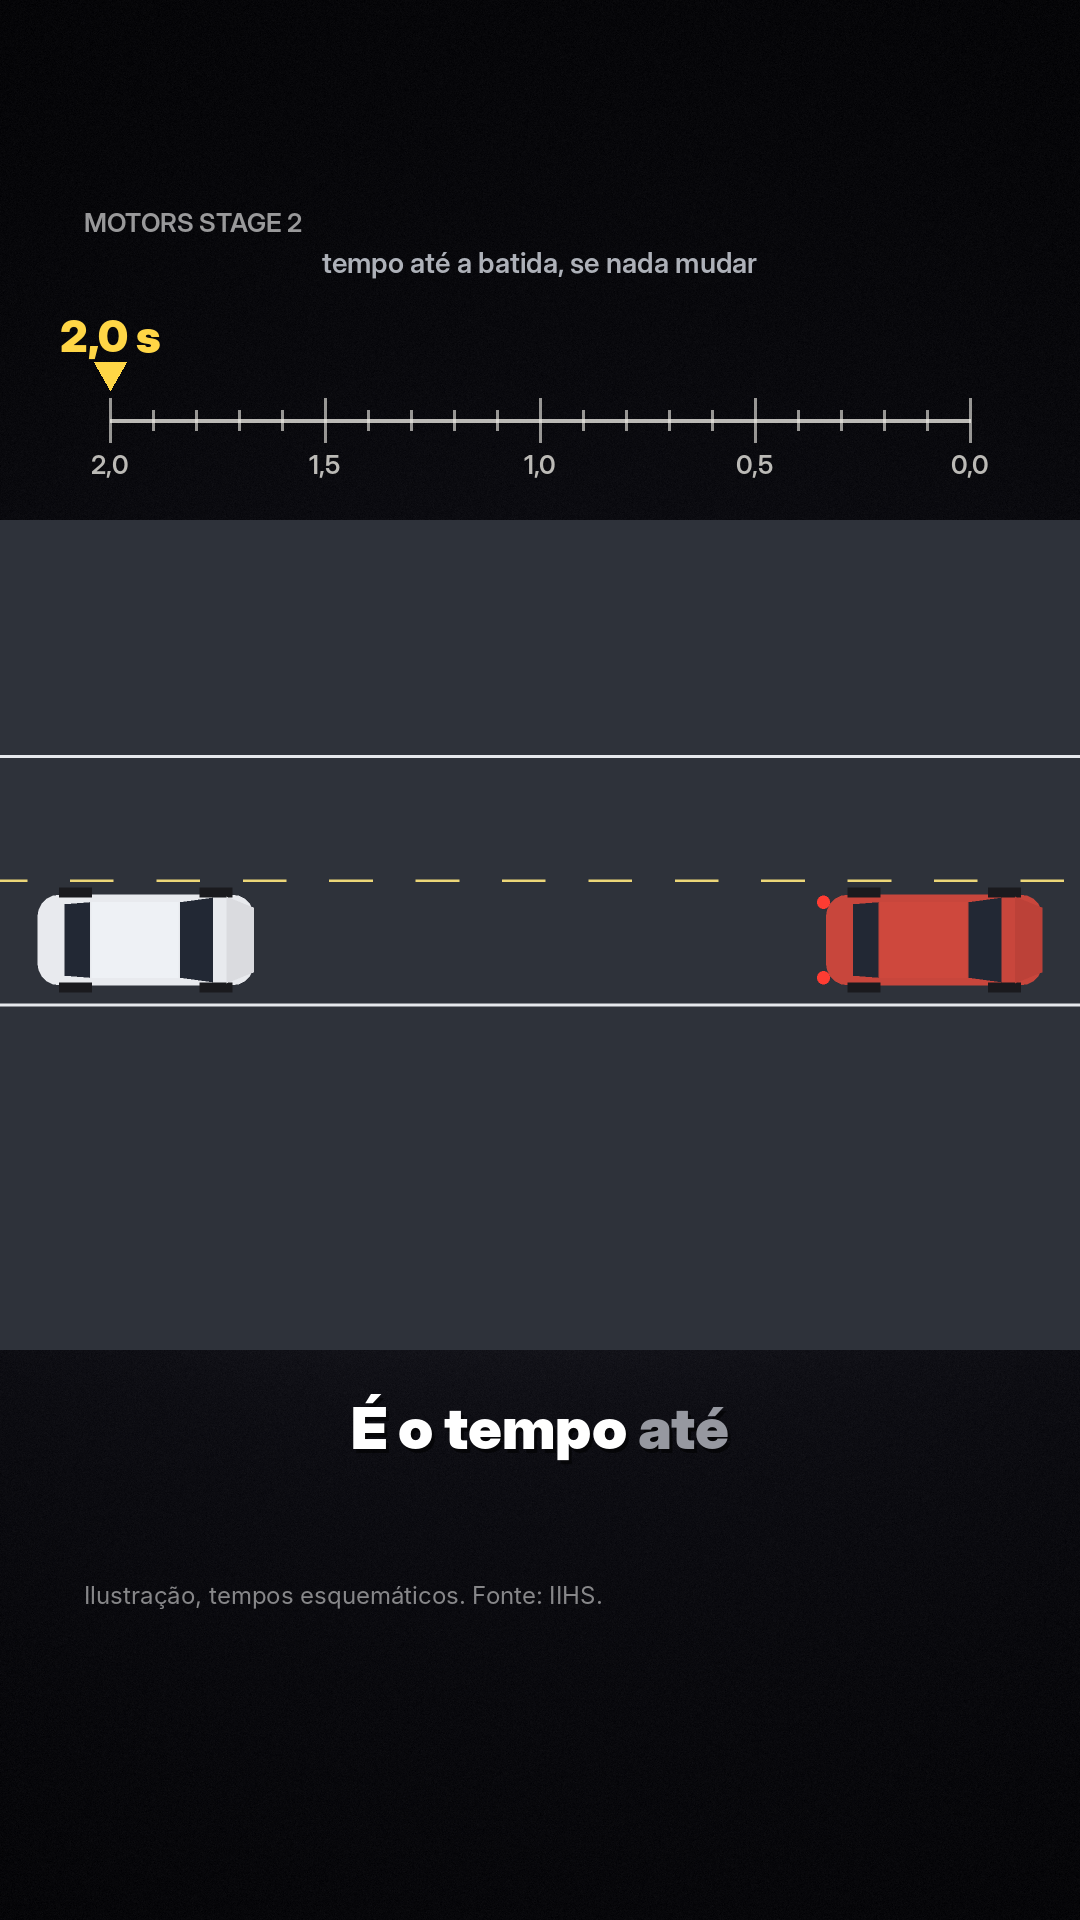 MOTORS STAGE 2
tempo até a batida, se nada mudar
2,0 s
2,0 1,5 1,0 0,5 0,0
É o tempo até
Ilustração, tempos esquemáticos. Fonte: IIHS.